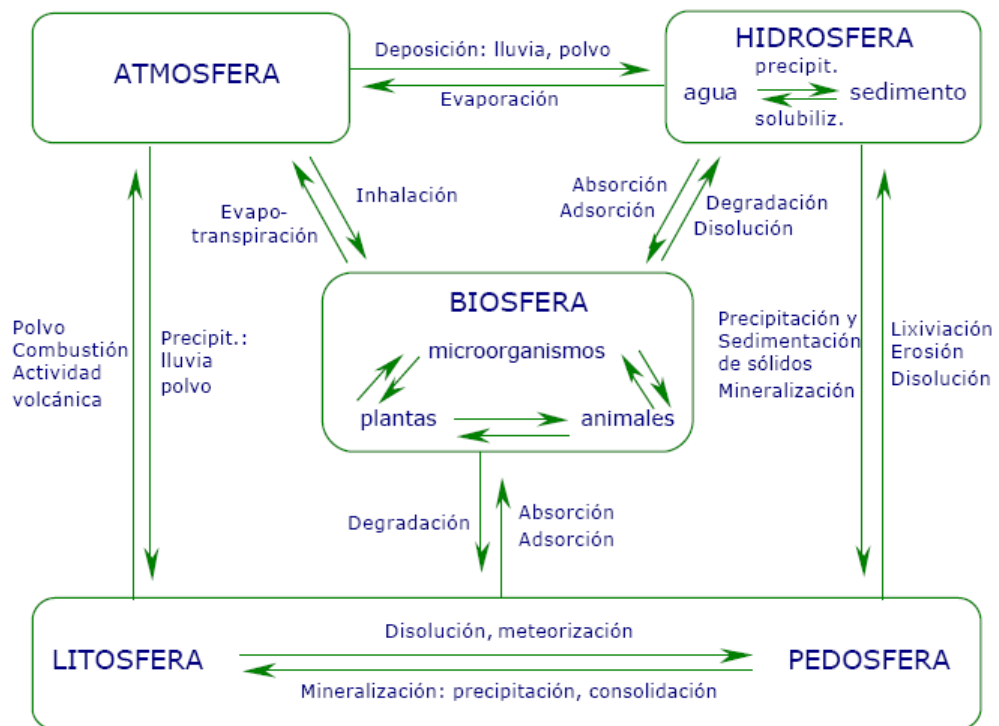 ATMOSFERA
Deposición: lluvia, polvo
Evaporación
HIDROSFERA
precipit.
agua
sedimento
solubiliz.
Inhalación
Evapo-
transpiración
Absorción
Adsorción
Degradación
Disolución
BIOSFERA
microorganismos
plantas
animales
Polvo
Combustión
Actividad
volcánica
Precipit.:
lluvia
polvo
Precipitación y
Sedimentación
de sólidos
Mineralización
Lixiviación
Erosión
Disolución
Degradación
Absorción
Adsorción
Disolución, meteorización
LITOSFERA
PEDOSFERA
Mineralización: precipitación, consolidación